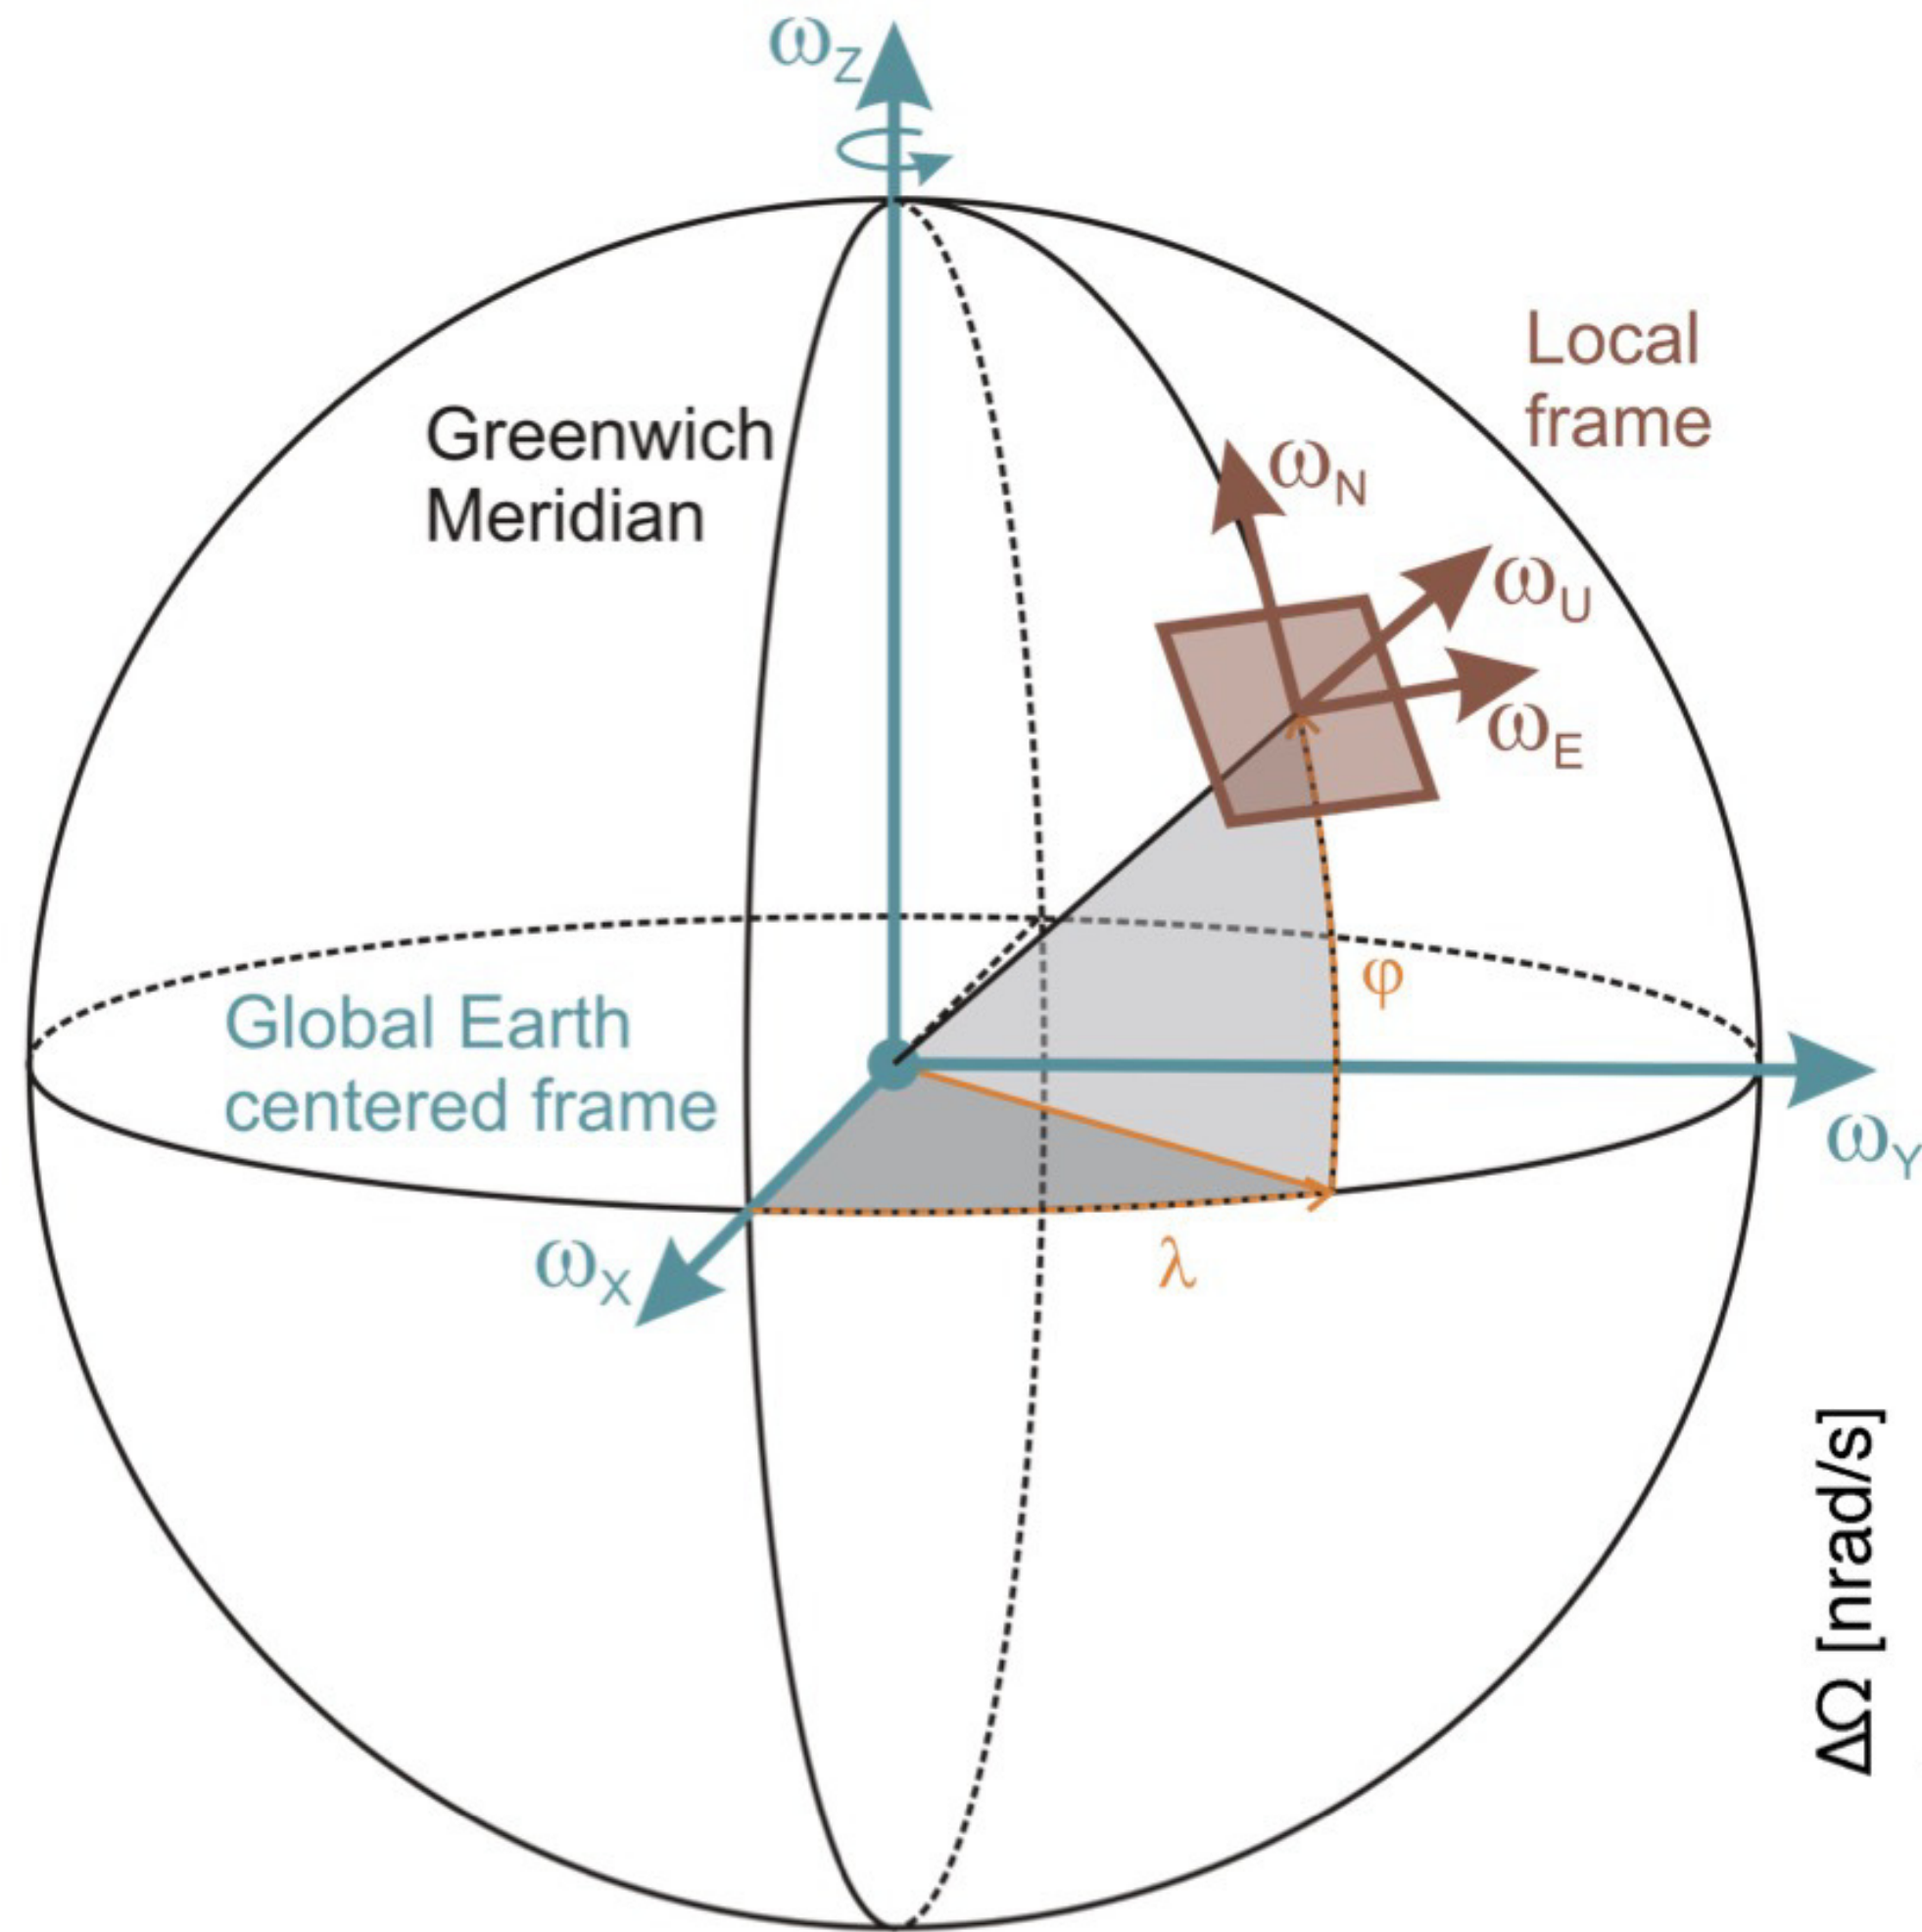 ωZ
Local
frame
Greenwich
Meridian
ωN
ωU
ωE
φ
Global Earth
centered frame
ωY
ωX
λ
ΔΩ [nrad/s]